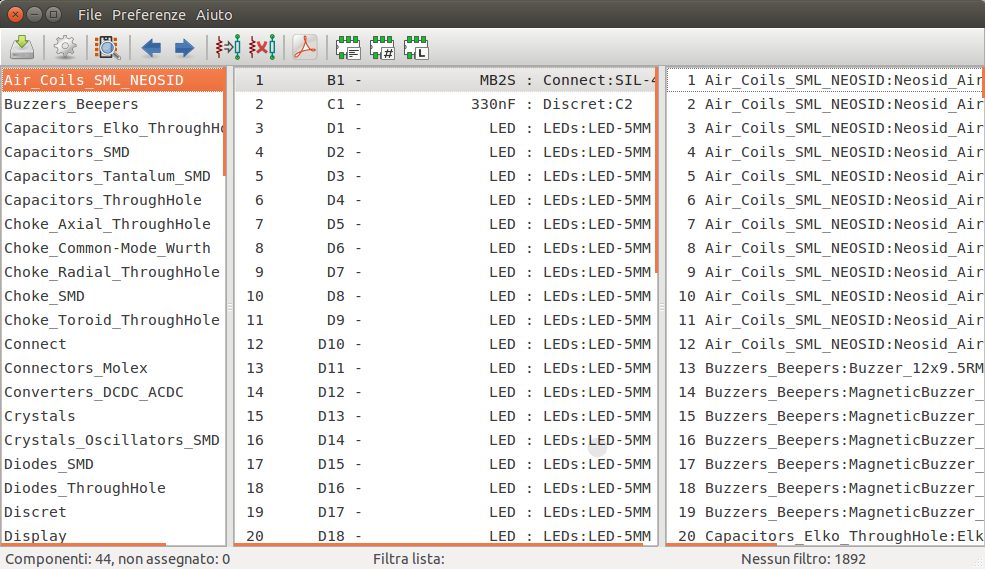 File Preferenze Aiuto
Air_Coils_SML_NEOSID
Buzzers_Beepers
Capacitors_Elko_ThroughHo
Capacitors_SMD
Capacitors_Tantalum_SMD
Capacitors_ThroughHole
Choke_Axial_ThroughHole
Choke_Common-Mode_Wurth
Choke_Radial_ThroughHole
Choke_SMD
Choke_Toroid_ThroughHole
Connect
Connectors_Molex
Converters_DCDC_ACDC
Crystals
Crystals_Oscillators_SMD
Diodes_SMD
Diodes_ThroughHole
Discret
Display
1 B1 - MB2S : Connect:SIL-4
2 C1 - 330nF : Discret:C2
3 D1 - LED : LEDs:LED-5MM
4 D2 - LED : LEDs:LED-5MM
5 D3 - LED : LEDs:LED-5MM
6 D4 - LED : LEDs:LED-5MM
7 D5 - LED : LEDs:LED-5MM
8 D6 - LED : LEDs:LED-5MM
9 D7 - LED : LEDs:LED-5MM
10 D8 - LED : LEDs:LED-5MM
11 D9 - LED : LEDs:LED-5MM
12 D10 - LED : LEDs:LED-5MM
13 D11 - LED : LEDs:LED-5MM
14 D12 - LED : LEDs:LED-5MM
15 D13 - LED : LEDs:LED-5MM
16 D14 - LED : LEDs:LED-5MM
17 D15 - LED : LEDs:LED-5MM
18 D16 - LED : LEDs:LED-5MM
19 D17 - LED : LEDs:LED-5MM
20 D18 - LED : LEDs:LED-5MM
1 Air_Coils_SML_NEOSID:Neosid_Air
2 Air_Coils_SML_NEOSID:Neosid_Air
3 Air_Coils_SML_NEOSID:Neosid_Air
4 Air_Coils_SML_NEOSID:Neosid_Air
5 Air_Coils_SML_NEOSID:Neosid_Air
6 Air_Coils_SML_NEOSID:Neosid_Air
7 Air_Coils_SML_NEOSID:Neosid_Air
8 Air_Coils_SML_NEOSID:Neosid_Air
9 Air_Coils_SML_NEOSID:Neosid_Air
10 Air_Coils_SML_NEOSID:Neosid_Air
11 Air_Coils_SML_NEOSID:Neosid_Air
12 Air_Coils_SML_NEOSID:Neosid_Air
13 Buzzers_Beepers:Buzzer_12x9.5RM
14 Buzzers_Beepers:MagneticBuzzer_
15 Buzzers_Beepers:MagneticBuzzer_
16 Buzzers_Beepers:MagneticBuzzer_
17 Buzzers_Beepers:MagneticBuzzer_
18 Buzzers_Beepers:MagneticBuzzer_
19 Buzzers_Beepers:MagneticBuzzer_
20 Capacitors_Elko_ThroughHole:Elk
Componenti: 44, non assegnato: 0 Filtra lista: Nessun filtro: 1892